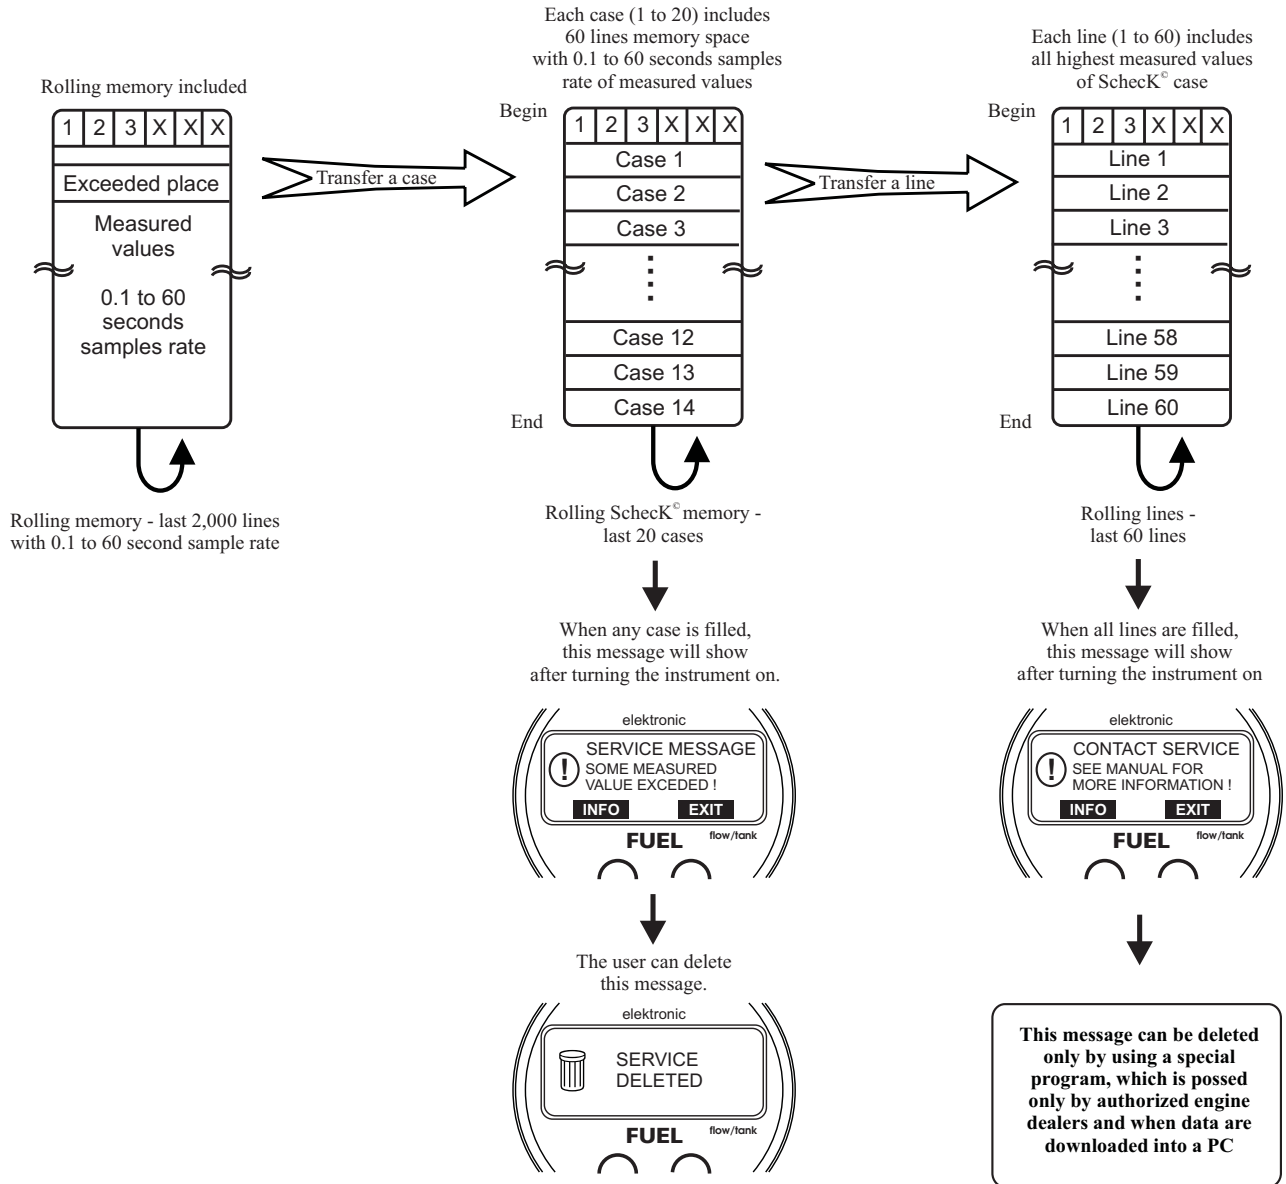 Rolling memory included
1 2 3 X X X
Exceeded place
Measured
values
0.1 to 60
seconds
samples rate
Rolling memory - last 2,000 lines
with 0.1 to 60 second sample rate
Transfer a case
Each case (1 to 20) includes
60 lines memory space
with 0.1 to 60 seconds samples
rate of measured values
Begin
1 2 3 X X X
Case 1
Case 2
Case 3
Case 12
Case 13
Case 14
End
Rolling SchecK© memory -
last 20 cases
When any case is filled,
this message will show
after turning the instrument on.
elektronic
! SERVICE MESSAGE
SOME MEASURED
VALUE EXCEDED !
INFO EXIT
FUEL flow/tank
The user can delete
this message.
elektronic
SERVICE
DELETED
FUEL flow/tank
Transfer a line
Each line (1 to 60) includes
all highest measured values
of SchecK© case
Begin
1 2 3 X X X
Line 1
Line 2
Line 3
Line 58
Line 59
Line 60
End
Rolling lines -
last 60 lines
When all lines are filled,
this message will show
after turning the instrument on
elektronic
! CONTACT SERVICE
SEE MANUAL FOR
MORE INFORMATION !
INFO EXIT
FUEL flow/tank
This message can be deleted
only by using a special
program, which is possed
only by authorized engine
dealers and when data are
downloaded into a PC